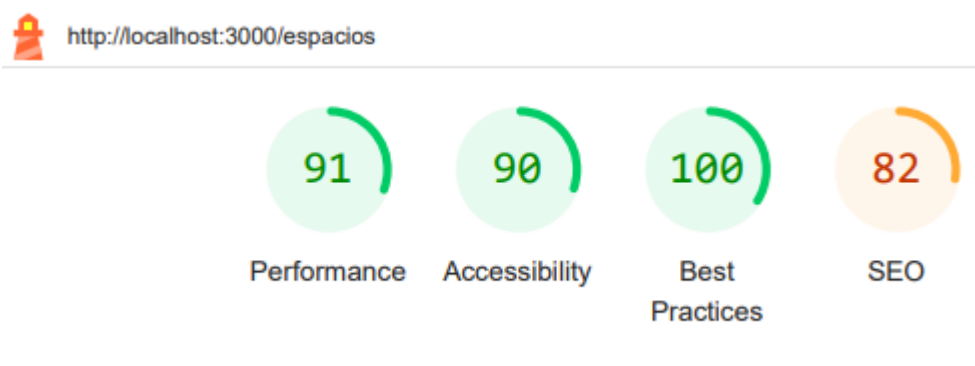 http://localhost:3000/espacios
91
90
100
82
Performance
Accessibility
Best
Practices
SEO